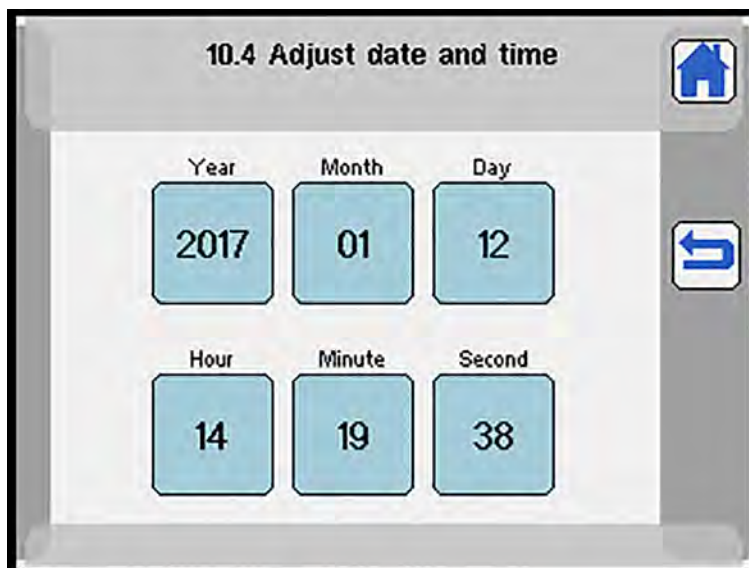 10.4 Adjust date and time
Year Month Day
2017 01 12
Hour Minute Second
14 19 38